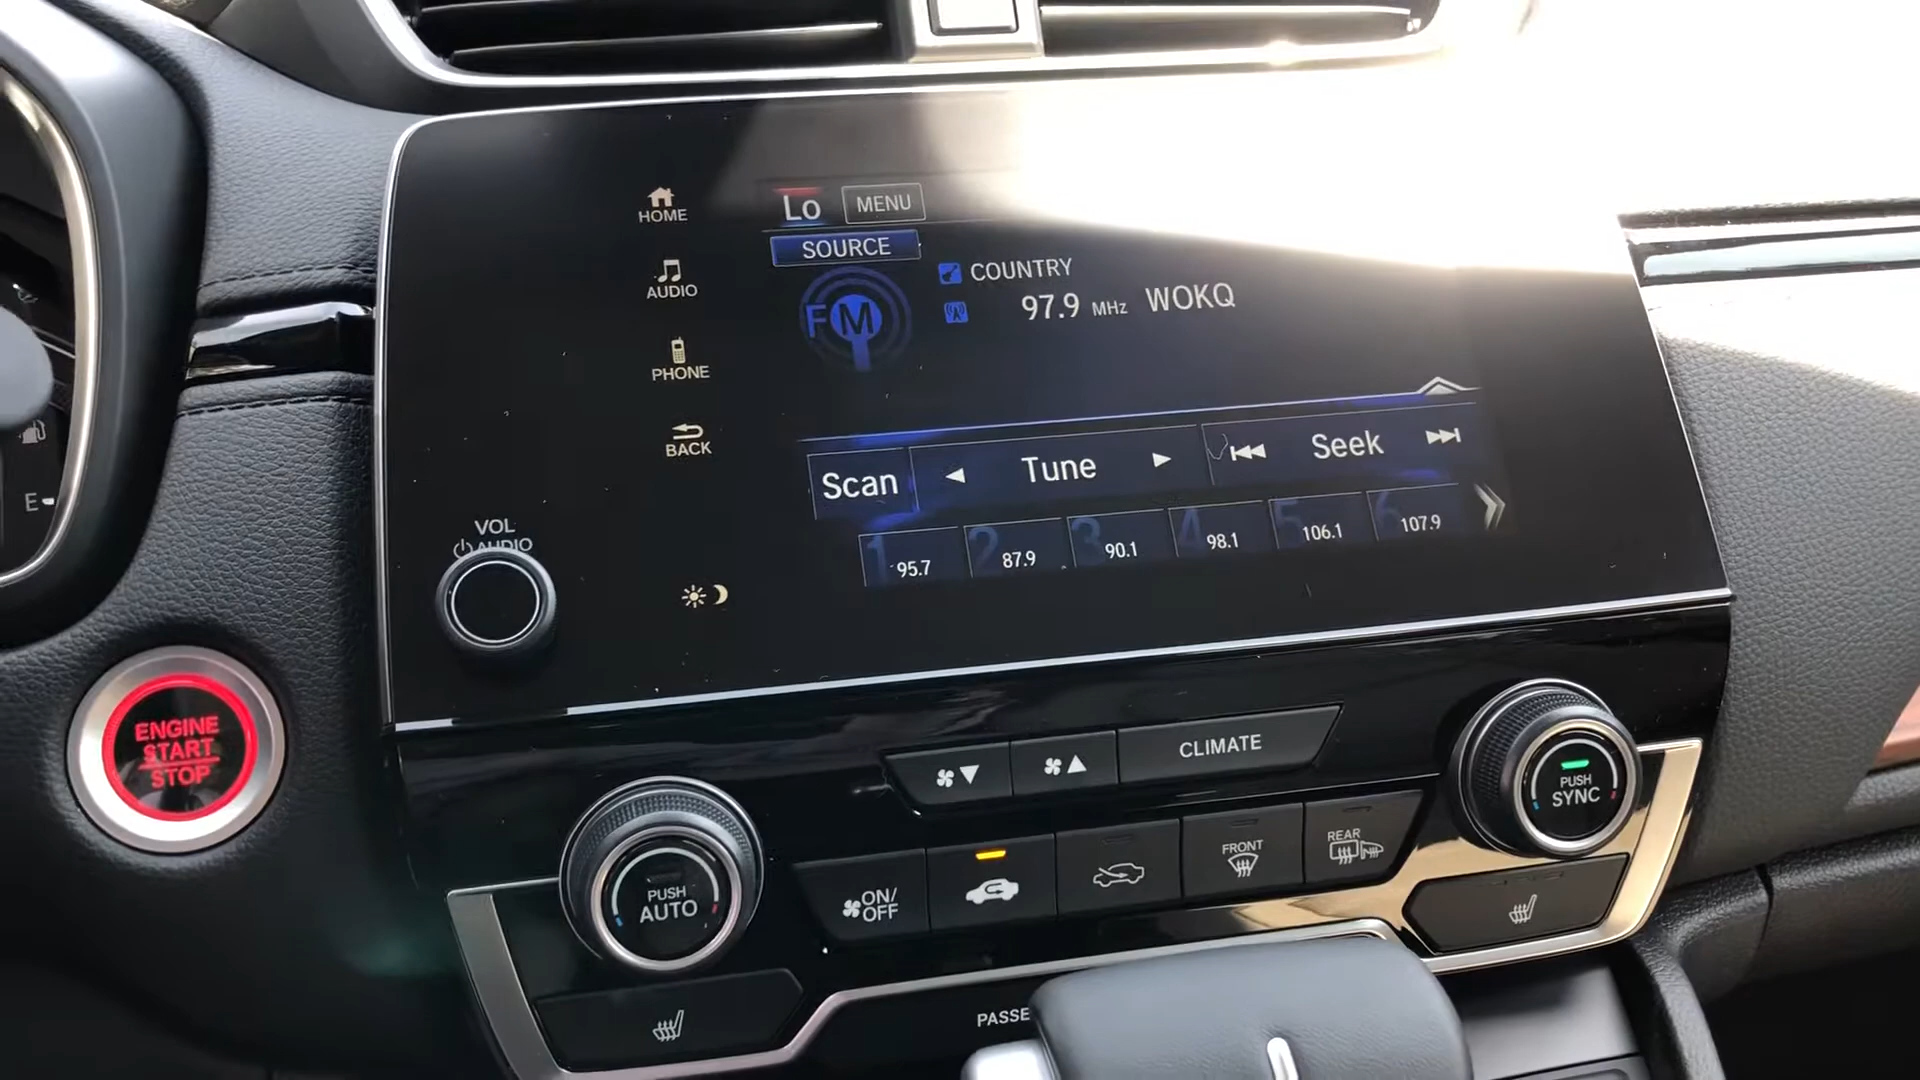 HOME
Lo MENU
SOURCE
AUDIO
FM
COUNTRY
97.9 MHz WOKQ
PHONE
BACK
Scan Tune Seek
1 95.7 2 87.9 3 90.1 4 98.1 5 106.1 6 107.9
VOL
AUDIO
E
ENGINE
START
STOP
CLIMATE
PUSH
SYNC
PUSH
AUTO
ON/
OFF
FRONT
REAR
PASSE